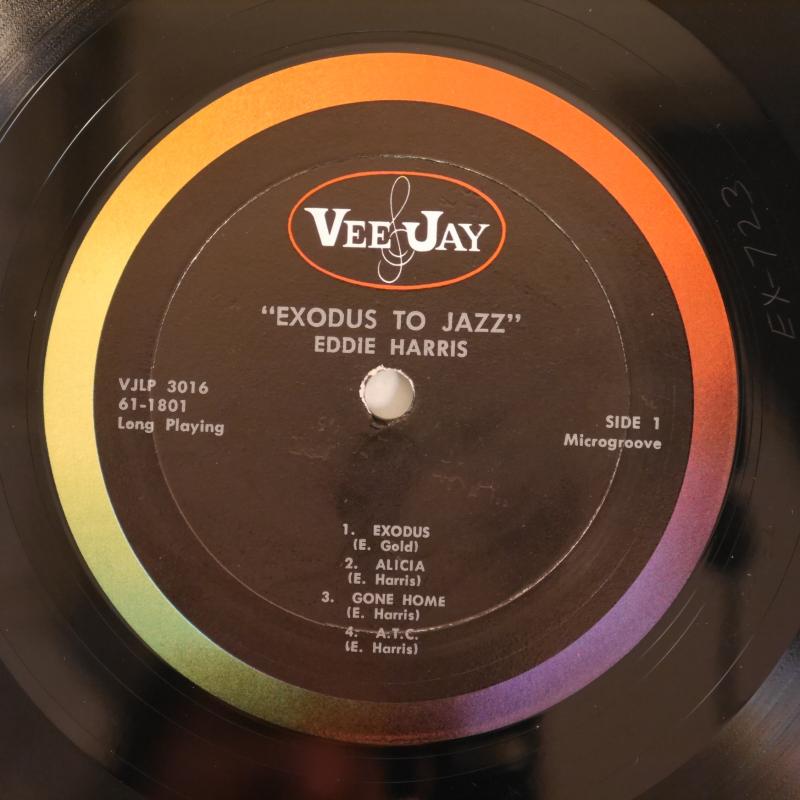 VEE JAY
"EXODUS TO JAZZ"
EDDIE HARRIS
VJLP 3016
61-1801
Long Playing
SIDE 1
Microgroove
1. EXODUS
(E. Gold)
2. ALICIA
(E. Harris)
3. GONE HOME
(E. Harris)
4. A.T.C.
(E. Harris)
EX-723